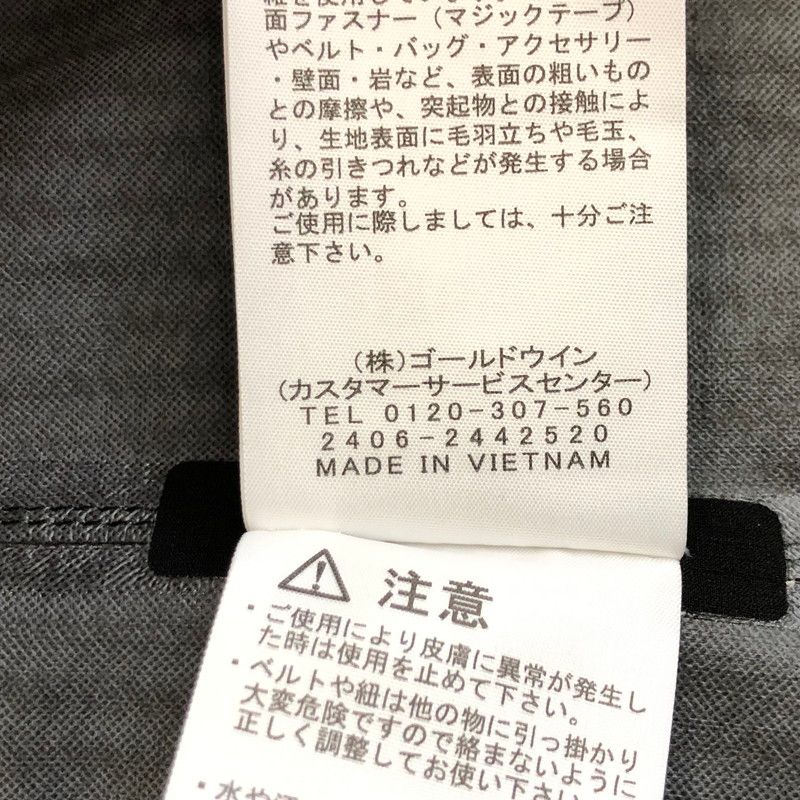 面ファスナー（マジックテープ）
やベルト・バッグ・アクセサリー
・壁面・岩など、表面の粗いもの
との摩擦や、突起物との接触によ
り、生地表面に毛羽立ちや毛玉、
糸の引きつれなどが発生する場合
があります。
ご使用に際しましては、十分ご注
意下さい。
（株）ゴールドウイン
（カスタマーサービスセンター）
TEL 0120-307-560
2406-2442520
MADE IN VIETNAM
注意
・ご使用により皮膚に異常が発生し
た時は使用を止めて下さい。
・ベルトや紐は他の物に引っ掛かり
大変危険ですので絡まないように
正しく調整してお使い下さい
・水や